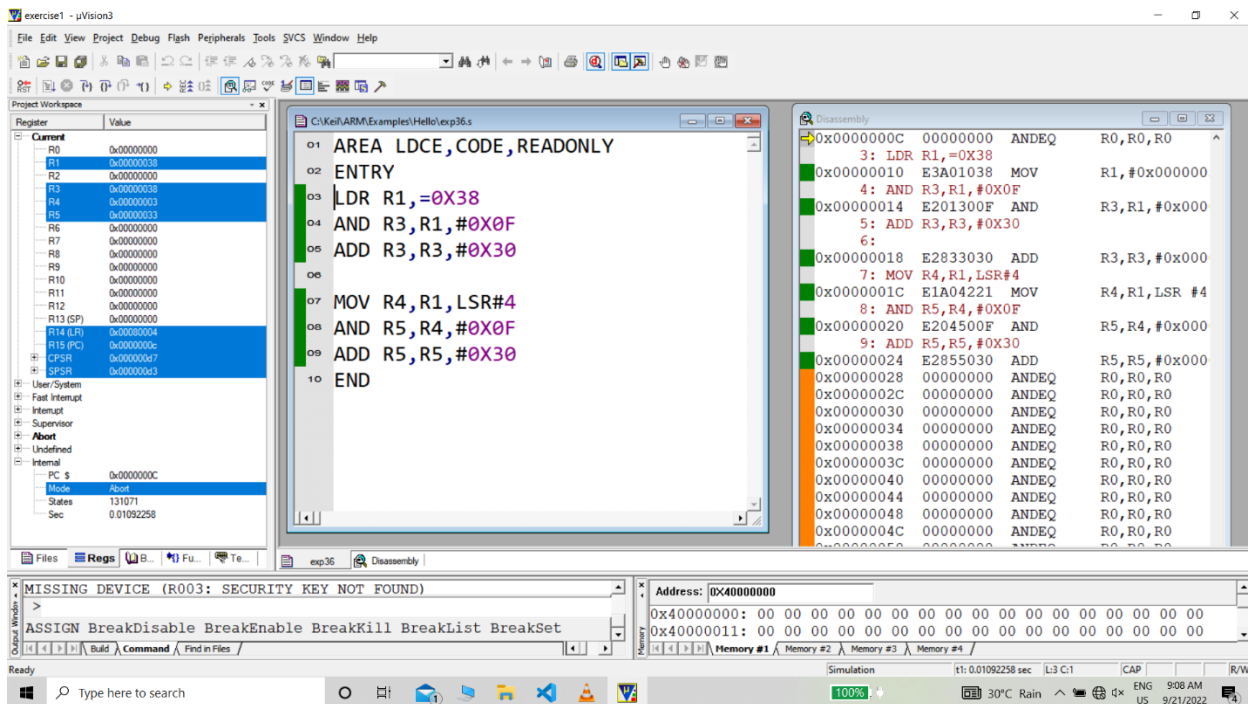 exercise1 - µVision3
File Edit View Project Debug Flash Peripherals Tools SVCS Window Help
Project Workspace
Register Value
Current
R0 0x00000000
R1 0x00000038
R2 0x00000000
R3 0x00000038
R4 0x00000003
R5 0x00000033
R6 0x00000000
R7 0x00000000
R8 0x00000000
R9 0x00000000
R10 0x00000000
R11 0x00000000
R12 0x00000000
R13 (SP) 0x00000000
R14 (LR) 0x00080004
R15 (PC) 0x0000000c
CPSR 0x000000d7
SPSR 0x000000d3
User/System
Fast Interrupt
Interrupt
Supervisor
Abort
Undefined
Internal
PC $ 0x0000000C
Mode Abort
States 131071
Sec 0.01092258
Files Regs B... Fu... Te...
C:\Keil\ARM\Examples\Hello\exp36.s
01 AREA LDCE,CODE,READONLY
02 ENTRY
03 LDR R1,=0X38
04 AND R3,R1,#0X0F
05 ADD R3,R3,#0X30
06
07 MOV R4,R1,LSR#4
08 AND R5,R4,#0X0F
09 ADD R5,R5,#0X30
10 END
exp36 Disassembly
Disassembly
0x0000000C 00000000 ANDEQ R0,R0,R0
3: LDR R1,=0X38
0x00000010 E3A01038 MOV R1,#0x000000
4: AND R3,R1,#0X0F
0x00000014 E201300F AND R3,R1,#0x000
5: ADD R3,R3,#0X30
6:
0x00000018 E2833030 ADD R3,R3,#0x000
7: MOV R4,R1,LSR#4
0x0000001C E1A04221 MOV R4,R1,LSR #4
8: AND R5,R4,#0X0F
0x00000020 E204500F AND R5,R4,#0x000
9: ADD R5,R5,#0X30
0x00000024 E2855030 ADD R5,R5,#0x000
0x00000028 00000000 ANDEQ R0,R0,R0
0x0000002C 00000000 ANDEQ R0,R0,R0
0x00000030 00000000 ANDEQ R0,R0,R0
0x00000034 00000000 ANDEQ R0,R0,R0
0x00000038 00000000 ANDEQ R0,R0,R0
0x0000003C 00000000 ANDEQ R0,R0,R0
0x00000040 00000000 ANDEQ R0,R0,R0
0x00000044 00000000 ANDEQ R0,R0,R0
0x00000048 00000000 ANDEQ R0,R0,R0
0x0000004C 00000000 ANDEQ R0,R0,R0
Output Window
MISSING DEVICE (R003: SECURITY KEY NOT FOUND)
>
ASSIGN BreakDisable BreakEnable BreakKill BreakList BreakSet
Build Command Find in Files
Memory
Address: 0X40000000
0x40000000: 00 00 00 00 00 00 00 00 00 00 00 00 00 00 00 00 00
0x40000011: 00 00 00 00 00 00 00 00 00 00 00 00 00 00 00 00 00
Memory #1 Memory #2 Memory #3 Memory #4
Ready Simulation t1: 0.01092258 sec L:3 C:1 CAP R/W
Type here to search 100% 30°C Rain ENG US 9:08 AM 9/21/2022